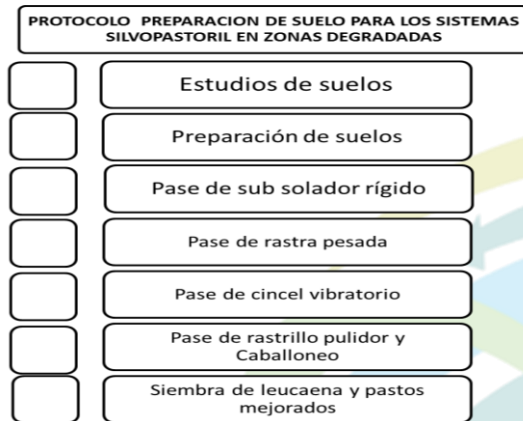 PROTOCOLO PREPARACION DE SUELO PARA LOS SISTEMAS
SILVOPASTORIL EN ZONAS DEGRADADAS
Estudios de suelos
Preparación de suelos
Pase de sub solador rígido
Pase de rastra pesada
Pase de cincel vibratorio
Pase de rastrillo pulidor y
Caballoneo
Siembra de leucaena y pastos
mejorados